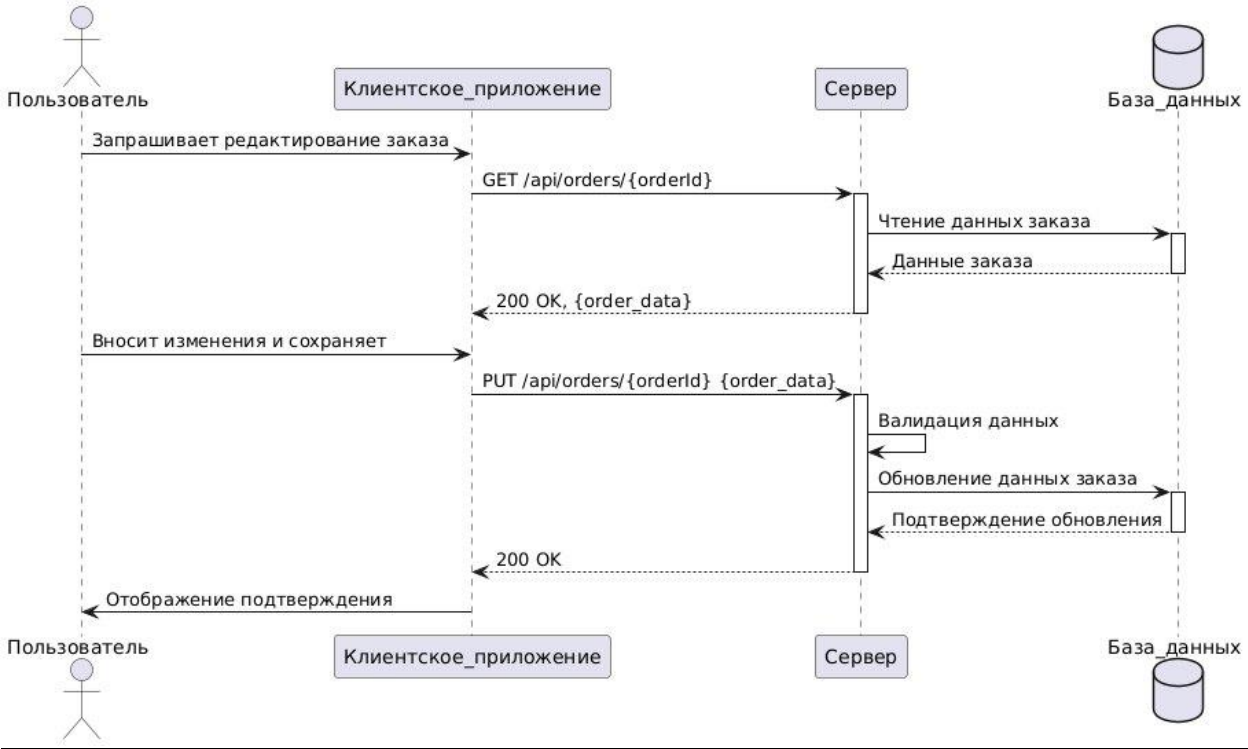 Пользователь
Клиентское_приложение
Сервер
База_данных
Запрашивает редактирование заказа
GET /api/orders/{orderId}
Чтение данных заказа
Данные заказа
200 OK, {order_data}
Вносит изменения и сохраняет
PUT /api/orders/{orderId} {order_data}
Валидация данных
Обновление данных заказа
Подтверждение обновления
200 OK
Отображение подтверждения
Пользователь
Клиентское_приложение
Сервер
База_данных